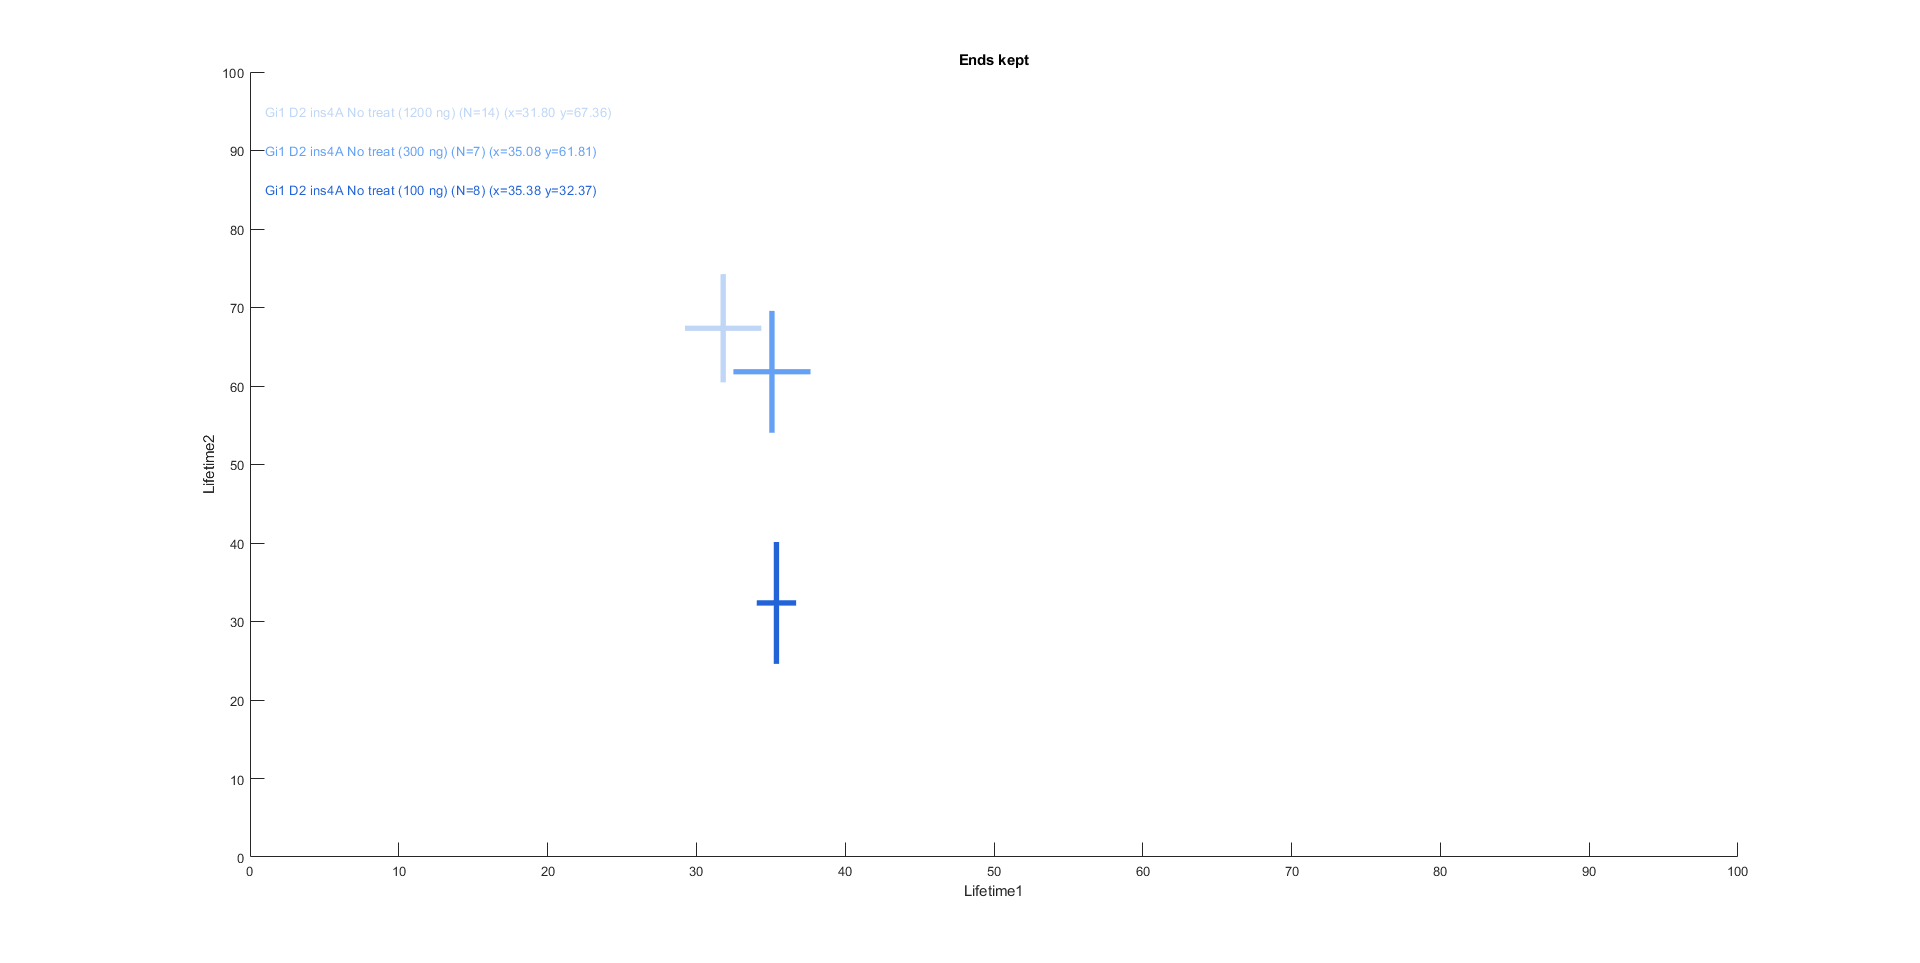 Ends kept
100
Gi1 D2 ins4A No treat (1200 ng) (N=14) (x=31.80 y=67.36)
90
Gi1 D2 ins4A No treat (300 ng) (N=7) (x=35.08 y=61.81)
Gi1 D2 ins4A No treat (100 ng) (N=8) (x=35.38 y=32.37)
80
70
60
50
Lifetime2
40
30
20
10
0
0 10 20 30 40 50 60 70 80 90 100
Lifetime1